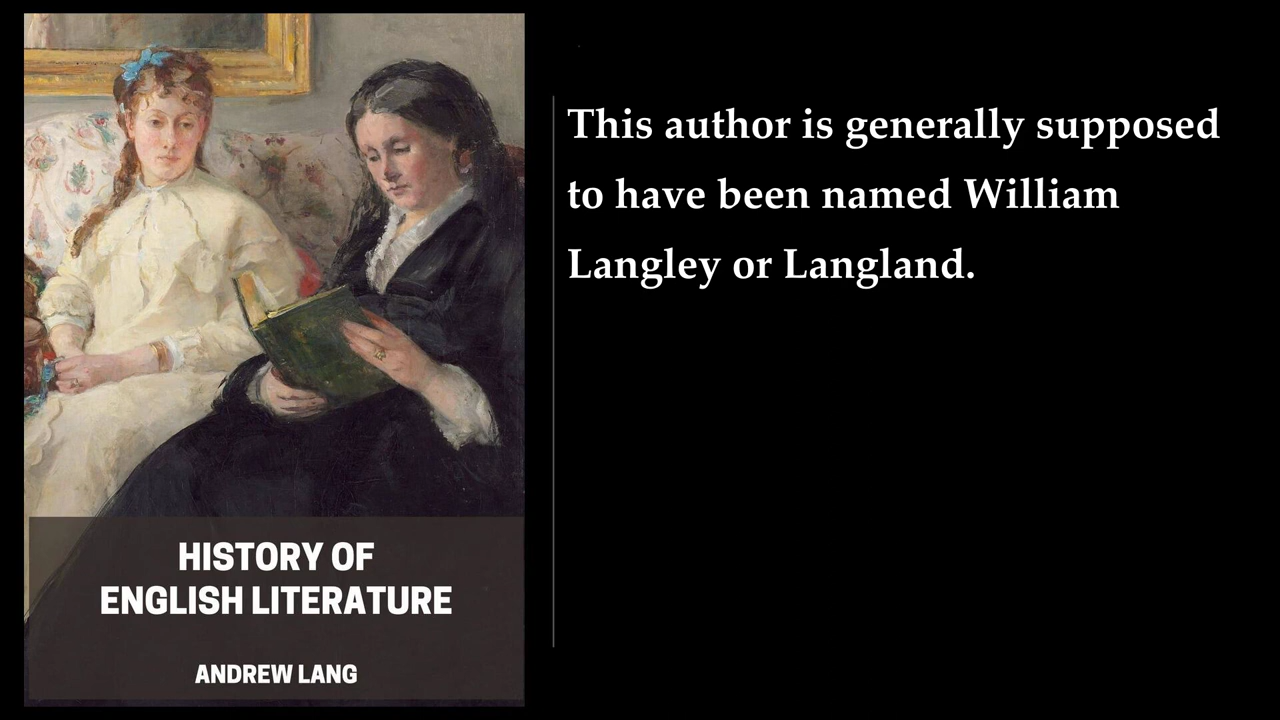 This author is generally supposed
to have been named William
Langley or Langland.
HISTORY OF
ENGLISH LITERATURE
ANDREW LANG